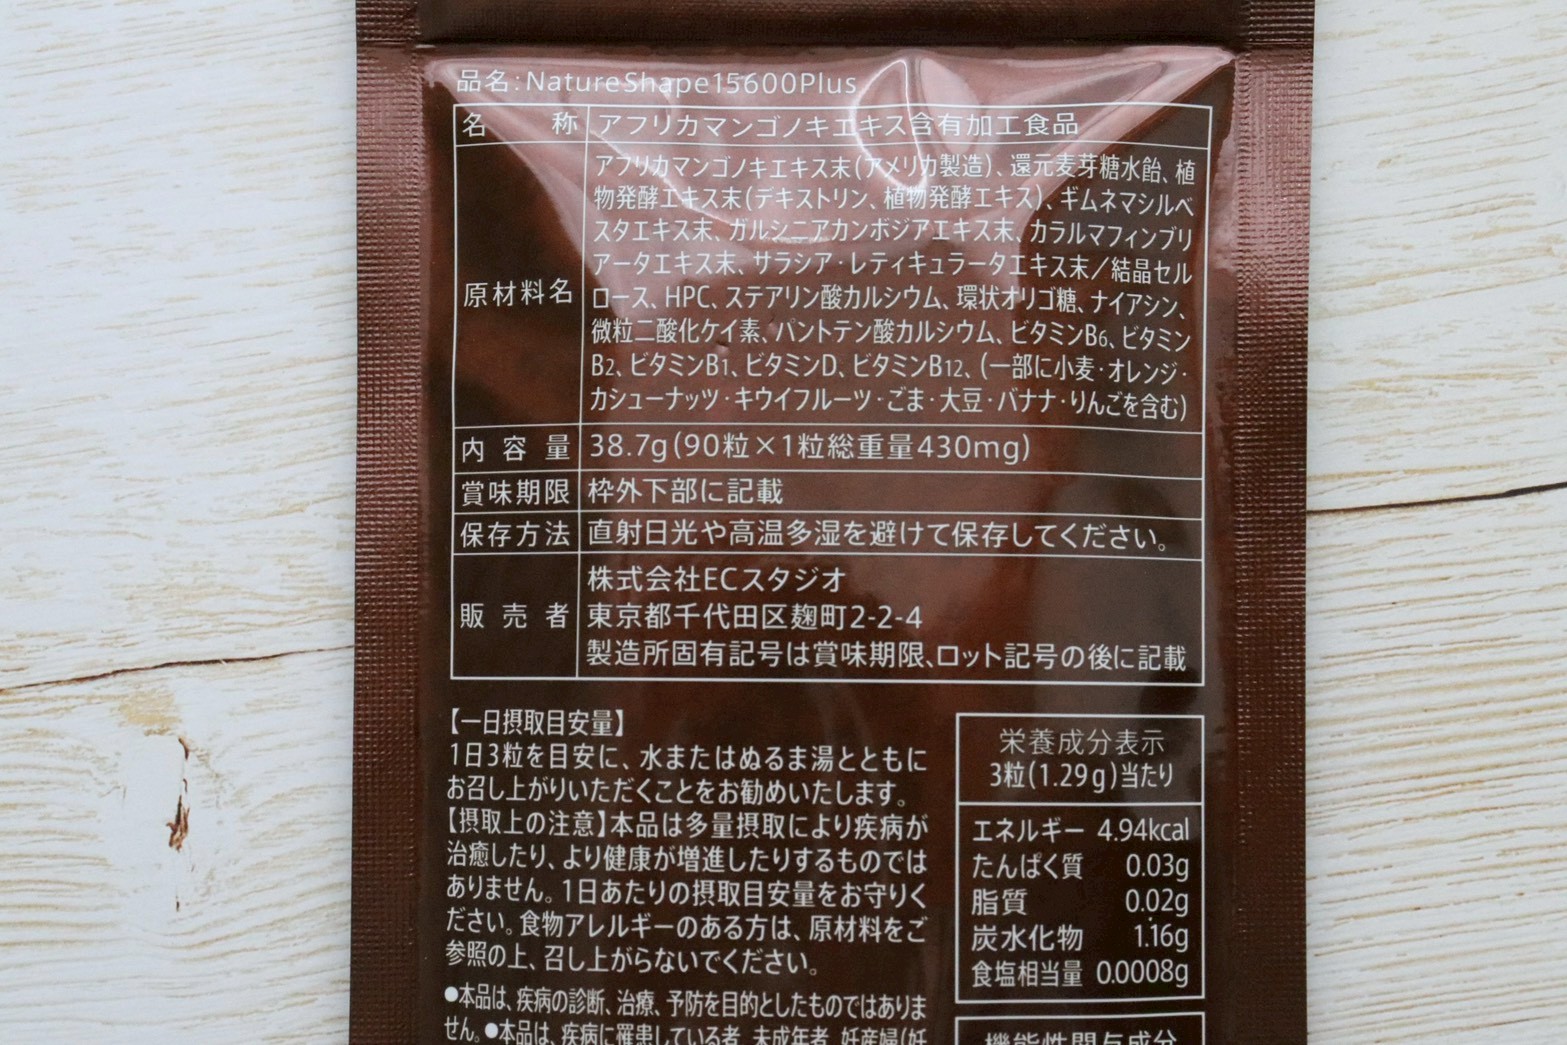 品名:NatureShape15600Plus
名称 アフリカマンゴノキエキス含有加工食品
原材料名 アフリカマンゴノキエキス末(アメリカ製造)、還元麦芽糖水飴、植
物発酵エキス末(デキストリン、植物発酵エキス)、ギムネマシルベ
スタエキス末、ガルシニアカンボジアエキス末、カラルマフィンブリ
アータエキス末、サラシア・レティキュラータエキス末/結晶セル
ロース、HPC、ステアリン酸カルシウム、環状オリゴ糖、ナイアシン、
微粒二酸化ケイ素、パントテン酸カルシウム、ビタミンB6、ビタミン
B2、ビタミンB1、ビタミンD、ビタミンB12、(一部に小麦・オレンジ・
カシューナッツ・キウイフルーツ・ごま・大豆・バナナ・りんごを含む)
内容量 38.7g(90粒×1粒総重量430mg)
賞味期限 枠外下部に記載
保存方法 直射日光や高温多湿を避けて保存してください。
販売者 株式会社ECスタジオ
東京都千代田区麹町2-2-4
製造所固有記号は賞味期限、ロット記号の後に記載
【一日摂取目安量】
1日3粒を目安に、水またはぬるま湯とともに
お召し上がりいただくことをお勧めいたします。
【摂取上の注意】本品は多量摂取により疾病が
治癒したり、より健康が増進したりするものでは
ありません。1日あたりの摂取目安量をお守りく
ださい。食物アレルギーのある方は、原材料をご
参照の上、召し上がらないでください。
●本品は、疾病の診断、治療、予防を目的としたものではありま
せん。●本品は、疾病に罹患している者、未成年者、妊産婦(妊
栄養成分表示
3粒(1.29g)当たり
エネルギー 4.94kcal
たんぱく質 0.03g
脂質 0.02g
炭水化物 1.16g
食塩相当量 0.0008g
機能性関与成分